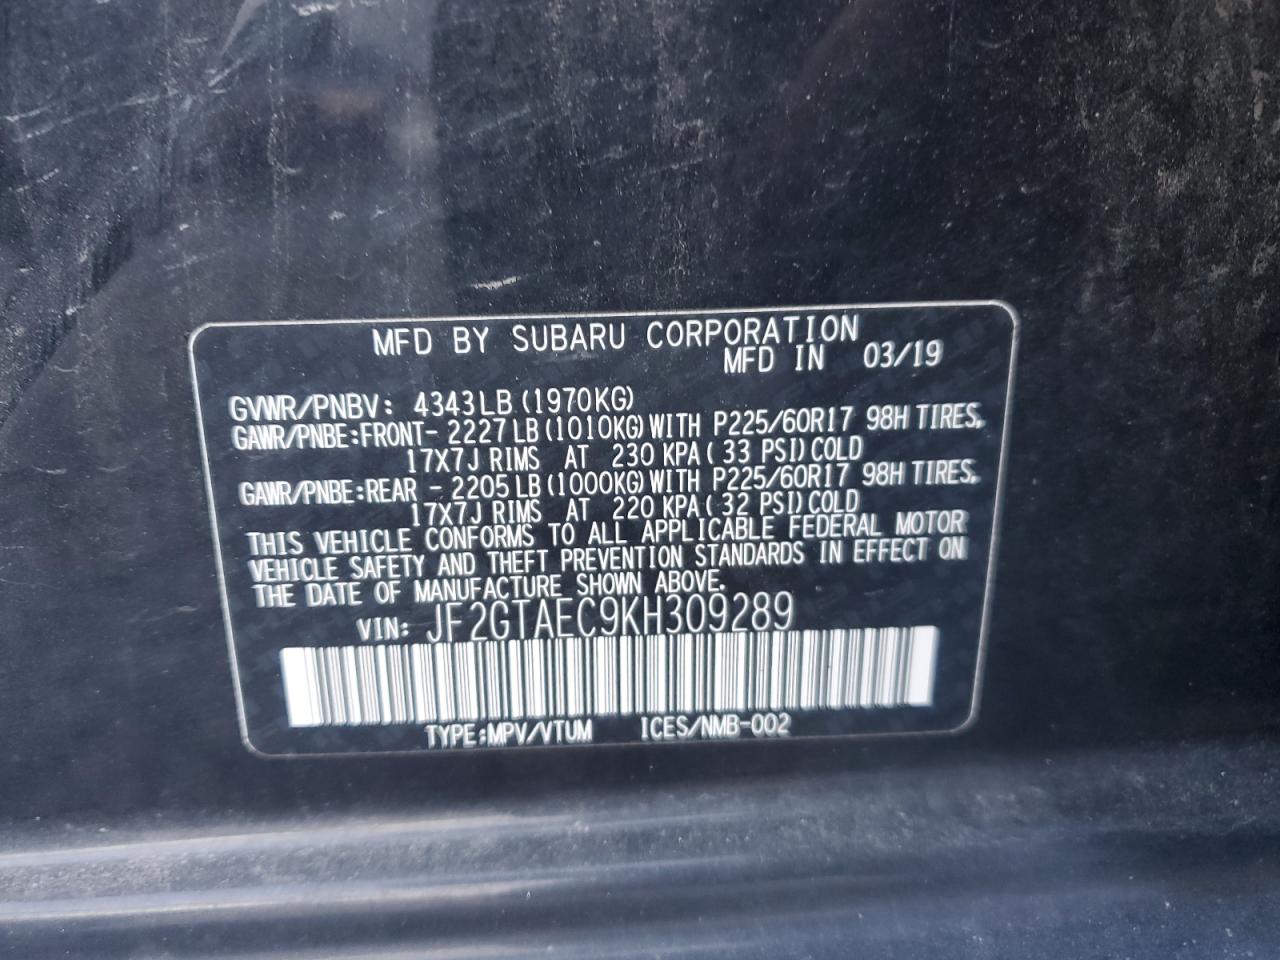 MFD BY SUBARU CORPORATION
MFD IN 03/19
GVWR/PNBV: 4343LB (1970KG)
GAWR/PNBE:FRONT- 2227LB (1010KG) WITH P225/60R17 98H TIRES,
17X7J RIMS AT 230 KPA ( 33 PSI) COLD
GAWR/PNBE:REAR - 2205LB (1000KG) WITH P225/60R17 98H TIRES,
17X7J RIMS AT 220 KPA ( 32 PSI) COLD
THIS VEHICLE CONFORMS TO ALL APPLICABLE FEDERAL MOTOR
VEHICLE SAFETY AND THEFT PREVENTION STANDARDS IN EFFECT ON
THE DATE OF MANUFACTURE SHOWN ABOVE.
VIN: JF2GTAEC9KH309289
TYPE:MPV/VTUM ICES/NMB-002